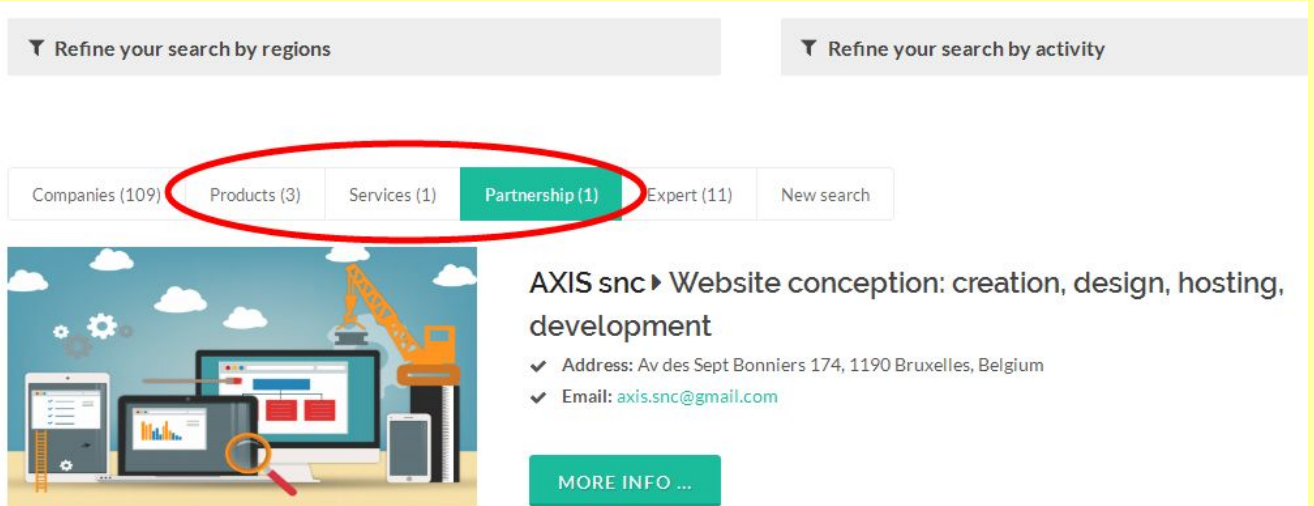 Refine your search by regions
Refine your search by activity
Companies (109)
Products (3)
Services (1)
Partnership (1)
Expert (11)
New search
AXIS snc Website conception: creation, design, hosting,
development
Address: Av des Sept Bonniers 174, 1190 Bruxelles, Belgium
Email: axis.snc@gmail.com
MORE INFO ...